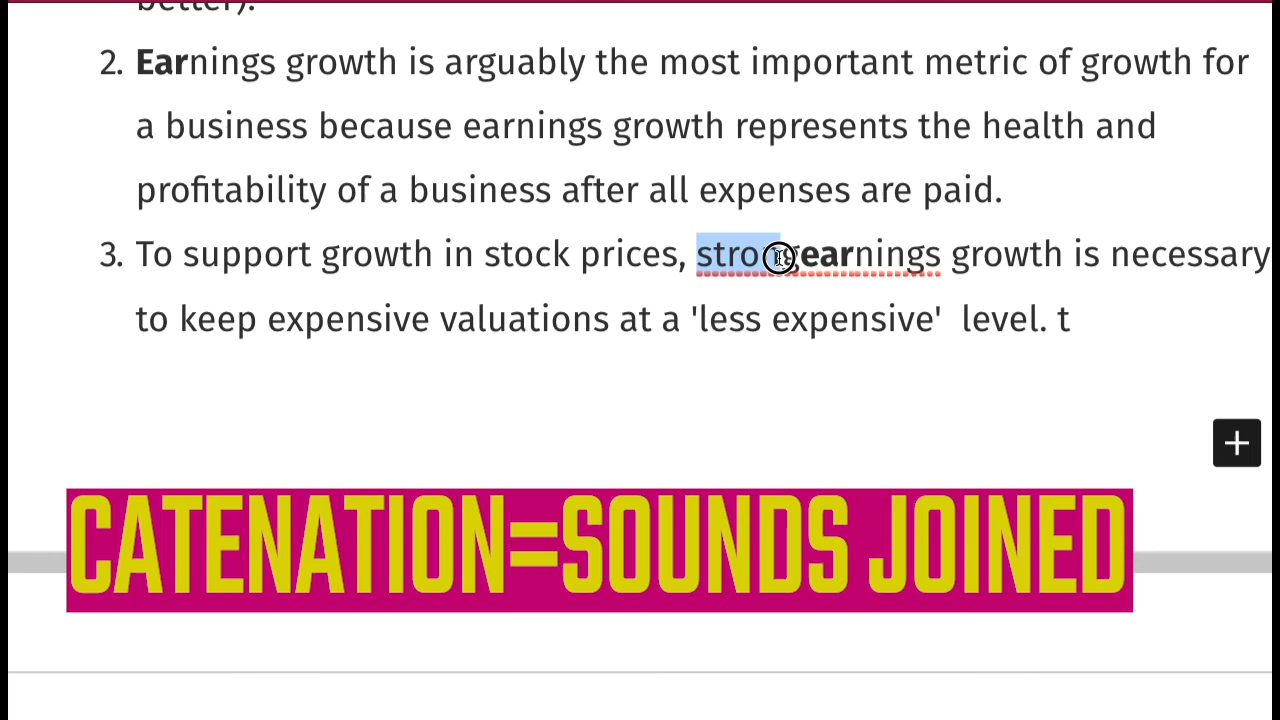 better).
2. Earnings growth is arguably the most important metric of growth for
a business because earnings growth represents the health and
profitability of a business after all expenses are paid.
3. To support growth in stock prices, strongearnings growth is necessary
to keep expensive valuations at a 'less expensive'  level. t
CATENATION=SOUNDS JOINED